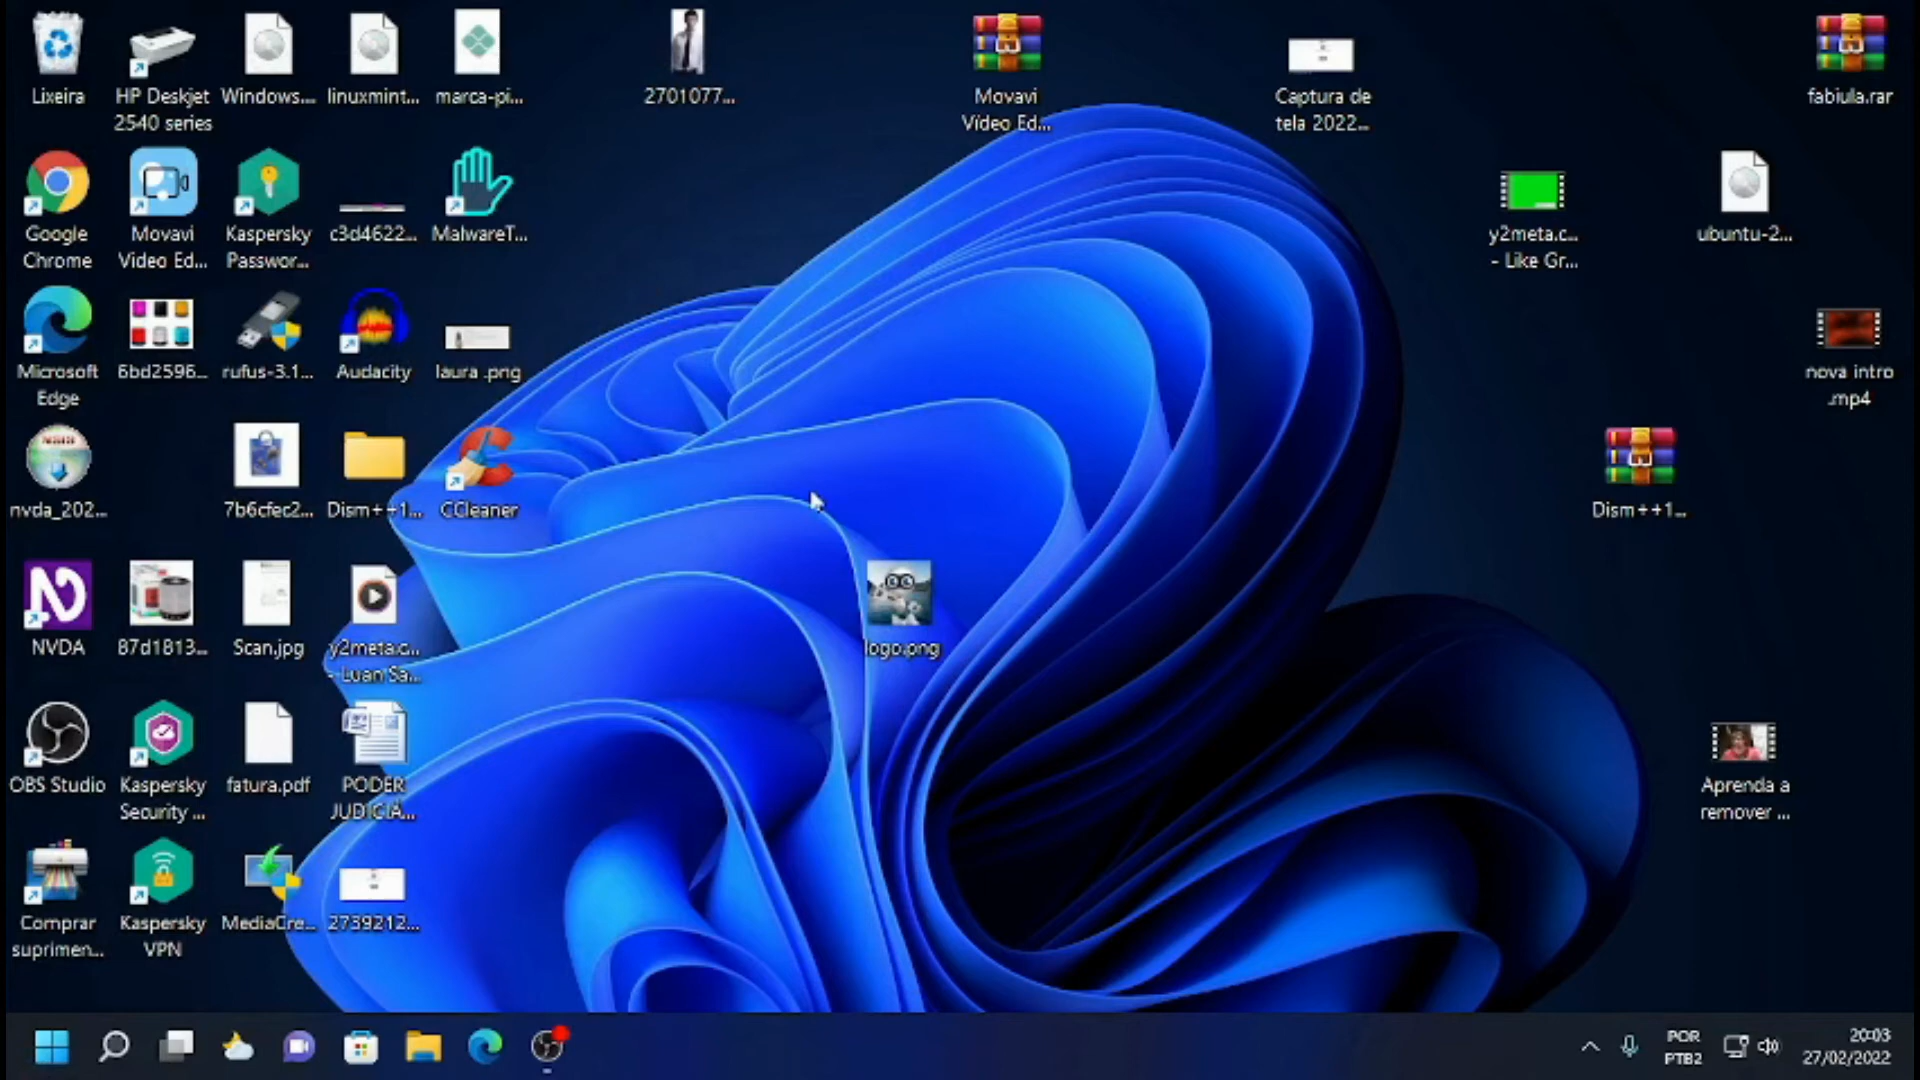 Lixeira
HP Deskjet
2540 series
Windows...
linuxmint...
marca-pi...
2701077...
Movavi
Vídeo Ed...
Captura de
tela 2022...
fabiula.rar
Google
Chrome
Movavi
Video Ed...
Kaspersky
Passwor...
c3d4622...
MalwareT...
y2meta.c...
- Like Gr...
ubuntu-2...
Microsoft
Edge
6bd2596...
rufus-3.1...
Audacity
laura .png
nova intro
.mp4
nvda_202...
7b6cfec2...
Dism++1...
CCleaner
Dism++1...
NVDA
87d1813...
Scan.jpg
y2meta.c...
- Luan Sa...
logo.png
OBS Studio
Kaspersky
Security ...
fatura.pdf
PODER
JUDICIÁ...
Aprenda a
remover ...
Comprar
suprimen...
Kaspersky
VPN
MediaCre...
2739212...
POR
PTB2
20:03
27/02/2022